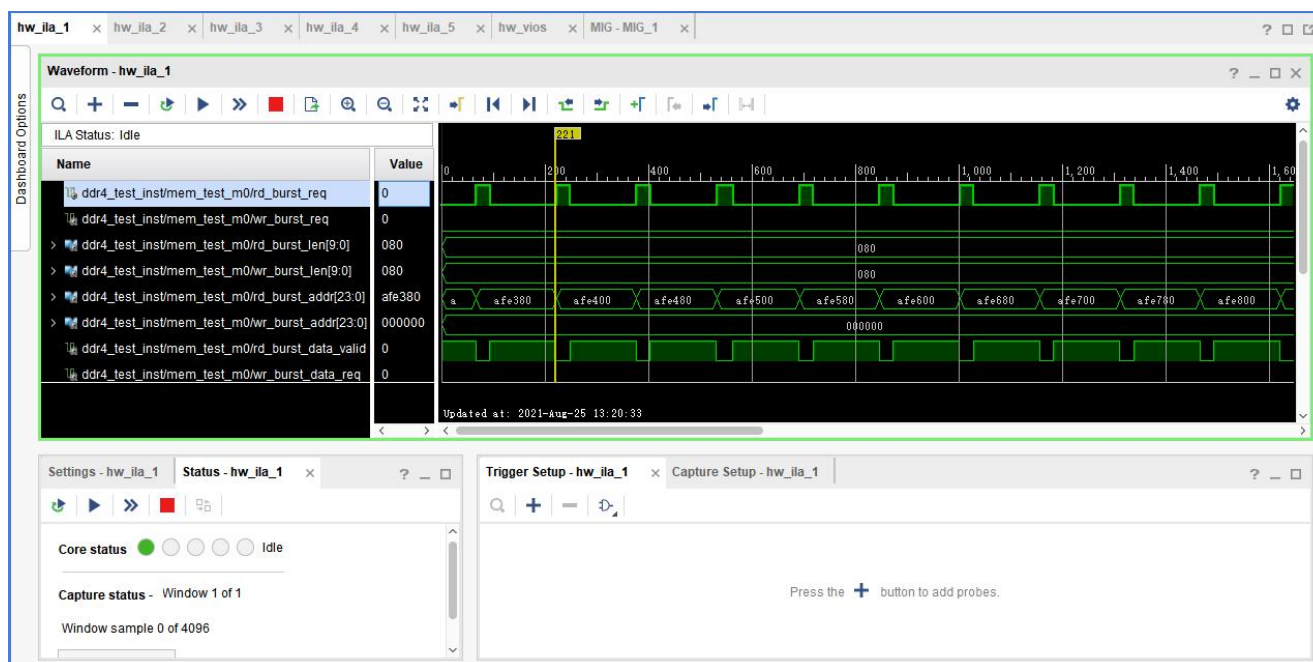 hw_ila_1 x hw_ila_2 x hw_ila_3 x hw_ila_4 x hw_ila_5 x hw_vios x MIG - MIG_1 x ?
Dashboard Options
Waveform - hw_ila_1 ?
ILA Status: Idle
221
Name Value
0 200 400 600 800 1,000 1,200 1,400 1,60
ddr4_test_inst/mem_test_m0/rd_burst_req 0
ddr4_test_inst/mem_test_m0/wr_burst_req 0
ddr4_test_inst/mem_test_m0/rd_burst_len[9:0] 080 080
ddr4_test_inst/mem_test_m0/wr_burst_len[9:0] 080 080
ddr4_test_inst/mem_test_m0/rd_burst_addr[23:0] afe380 a afe380 afe400 afe480 afe500 afe580 afe600 afe680 afe700 afe780 afe800
ddr4_test_inst/mem_test_m0/wr_burst_addr[23:0] 000000 000000
ddr4_test_inst/mem_test_m0/rd_burst_data_valid 0
ddr4_test_inst/mem_test_m0/wr_burst_data_req 0
Updated at: 2021-Aug-25 13:20:33
Settings - hw_ila_1 Status - hw_ila_1 x ?
Core status Idle
Capture status - Window 1 of 1
Window sample 0 of 4096
Trigger Setup - hw_ila_1 x Capture Setup - hw_ila_1 ?
Press the + button to add probes.